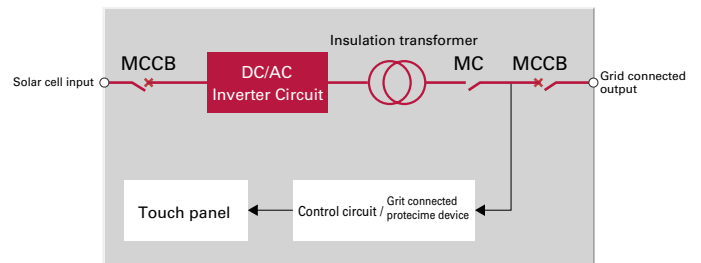 Insulation transformer
MCCB
MC
MCCB
Solar cell input
DC/AC
Inverter Circuit
Grid connected
output
Touch panel
Control circuit / Grit connected
protecime device